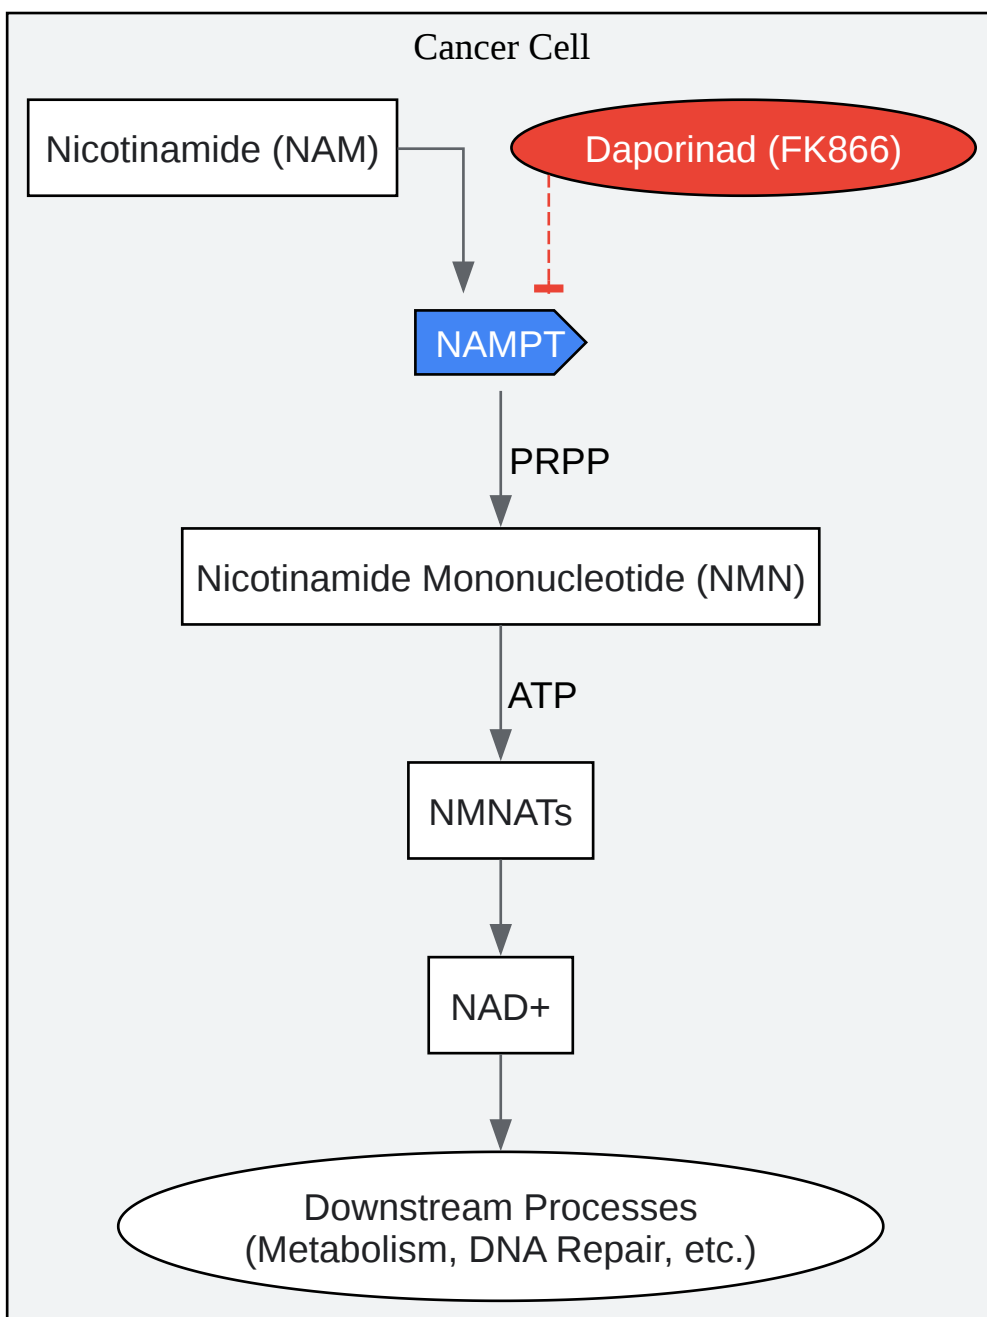 Cancer Cell
Nicotinamide (NAM)
Daporinad (FK866)
NAMPT
PRPP
Nicotinamide Mononucleotide (NMN)
ATP
NMNATs
NAD+
Downstream Processes
(Metabolism, DNA Repair, etc.)